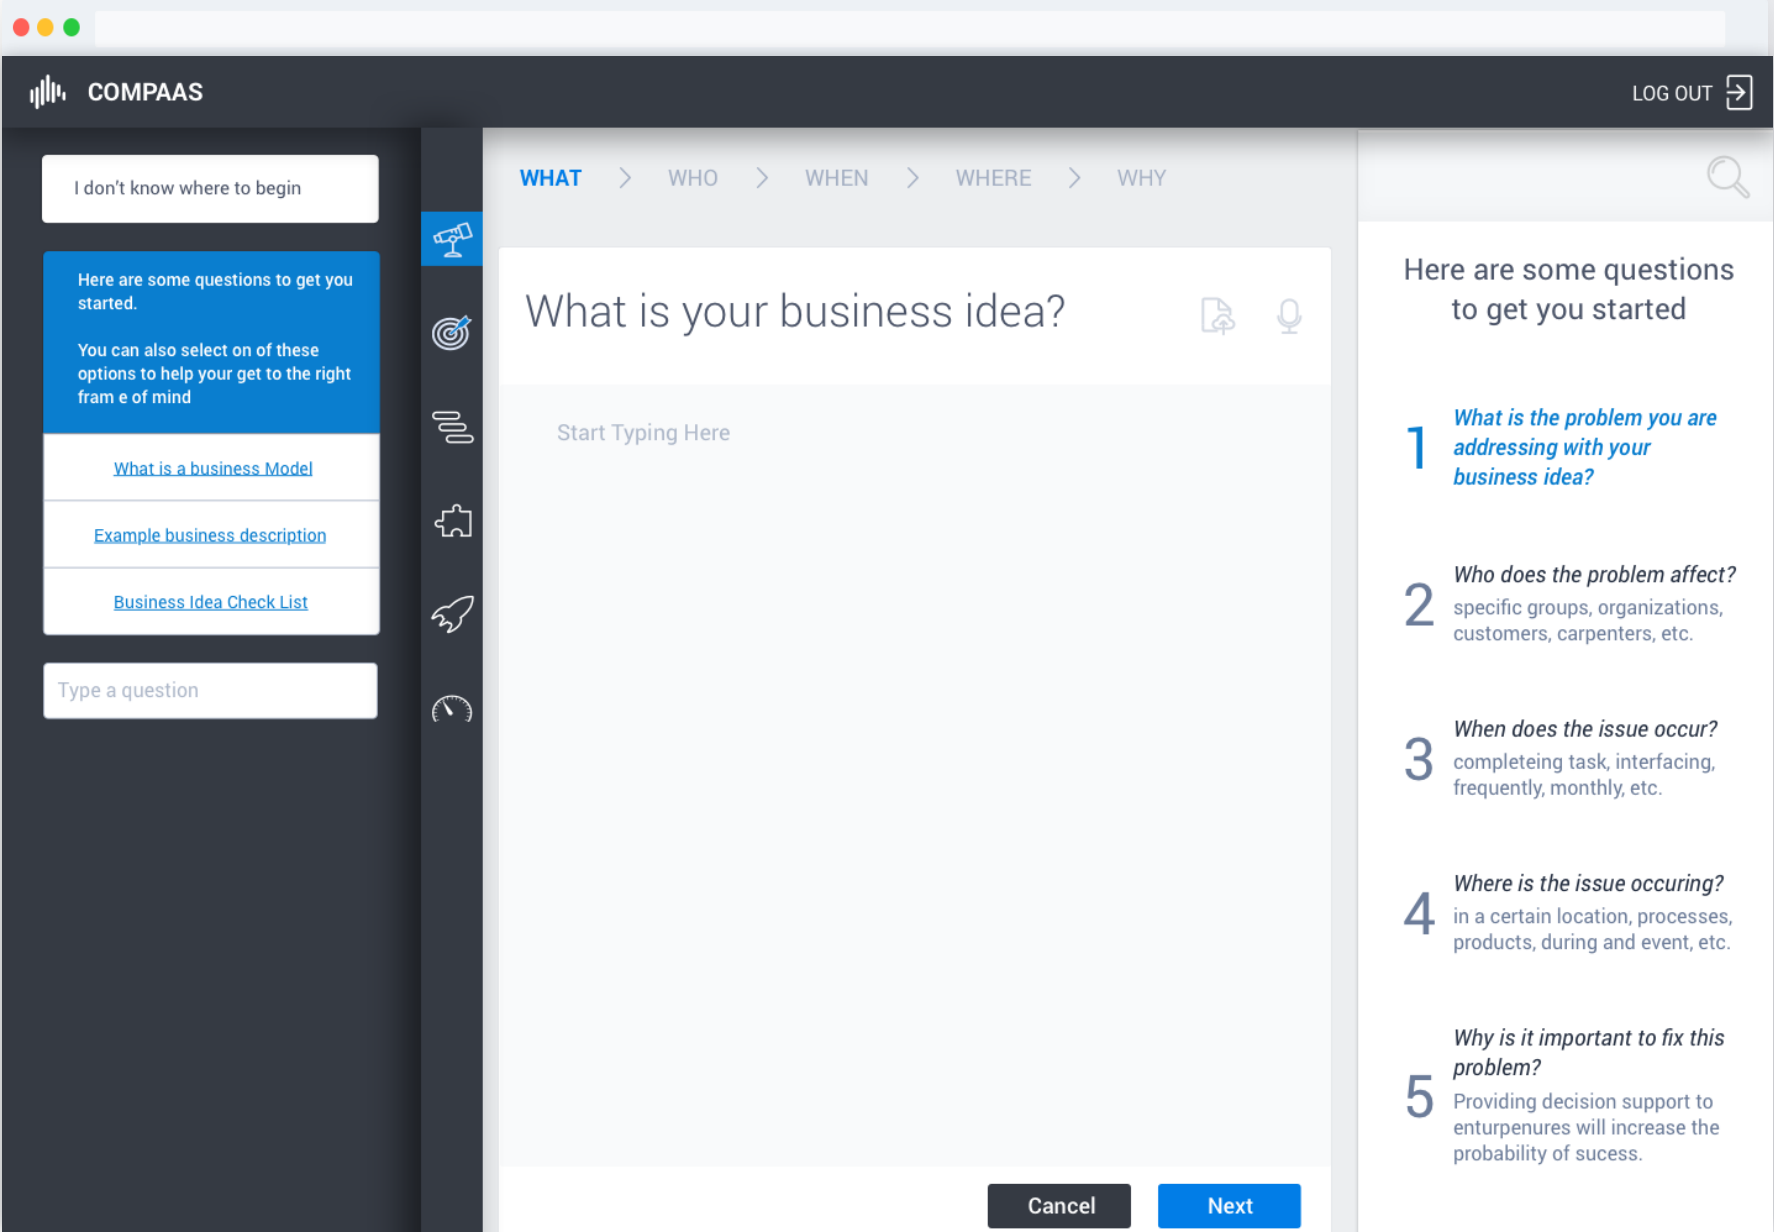 COMPAAS
LOG OUT
I don't know where to begin
Here are some questions to get you
started.
You can also select on of these
options to help your get to the right
fram e of mind
What is a business Model
Example business description
Business Idea Check List
Type a question
WHAT
WHO
WHEN
WHERE
WHY
What is your business idea?
Start Typing Here
Cancel
Next
Here are some questions
to get you started
1
What is the problem you are
addressing with your
business idea?
2
Who does the problem affect?
specific groups, organizations,
customers, carpenters, etc.
3
When does the issue occur?
completeing task, interfacing,
frequently, monthly, etc.
4
Where is the issue occuring?
in a certain location, processes,
products, during and event, etc.
5
Why is it important to fix this
problem?
Providing decision support to
enturpenures will increase the
probability of sucess.